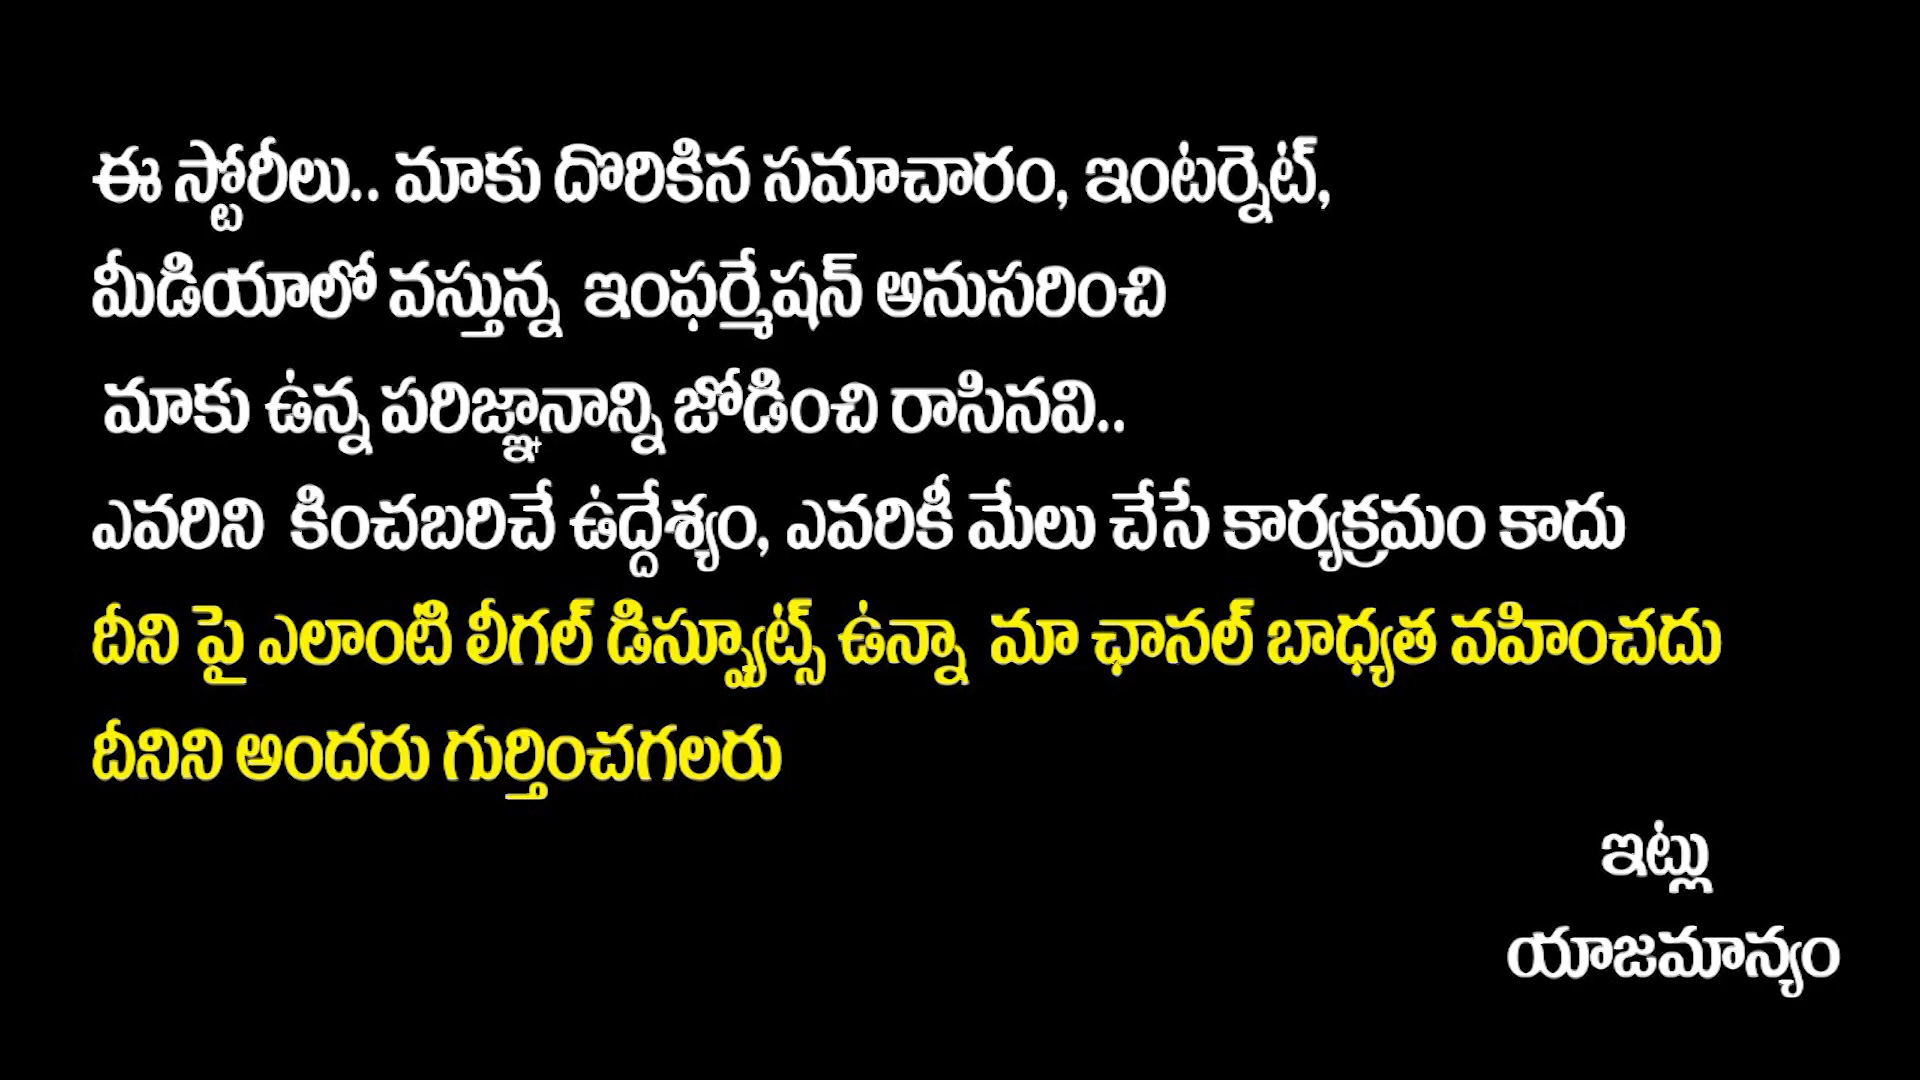 ఈ స్టోరీలు.. మాకు దొరికిన సమాచారం, ఇంటర్నెట్,
మీడియాలో వస్తున్న ఇంఫర్మేషన్ అనుసరించి
మాకు ఉన్న పరిజ్ఞానాన్ని జోడించి రాసినవి..
ఎవరిని కించబరిచే ఉద్దేశ్యం, ఎవరికీ మేలు చేసే కార్యక్రమం కాదు
దీని పై ఎలాంటి లీగల్ డిస్ప్యూట్స్ ఉన్నా మా ఛానల్ బాధ్యత వహించదు
దీనిని అందరు గుర్తించగలరు
ఇట్లు
యాజమాన్యం